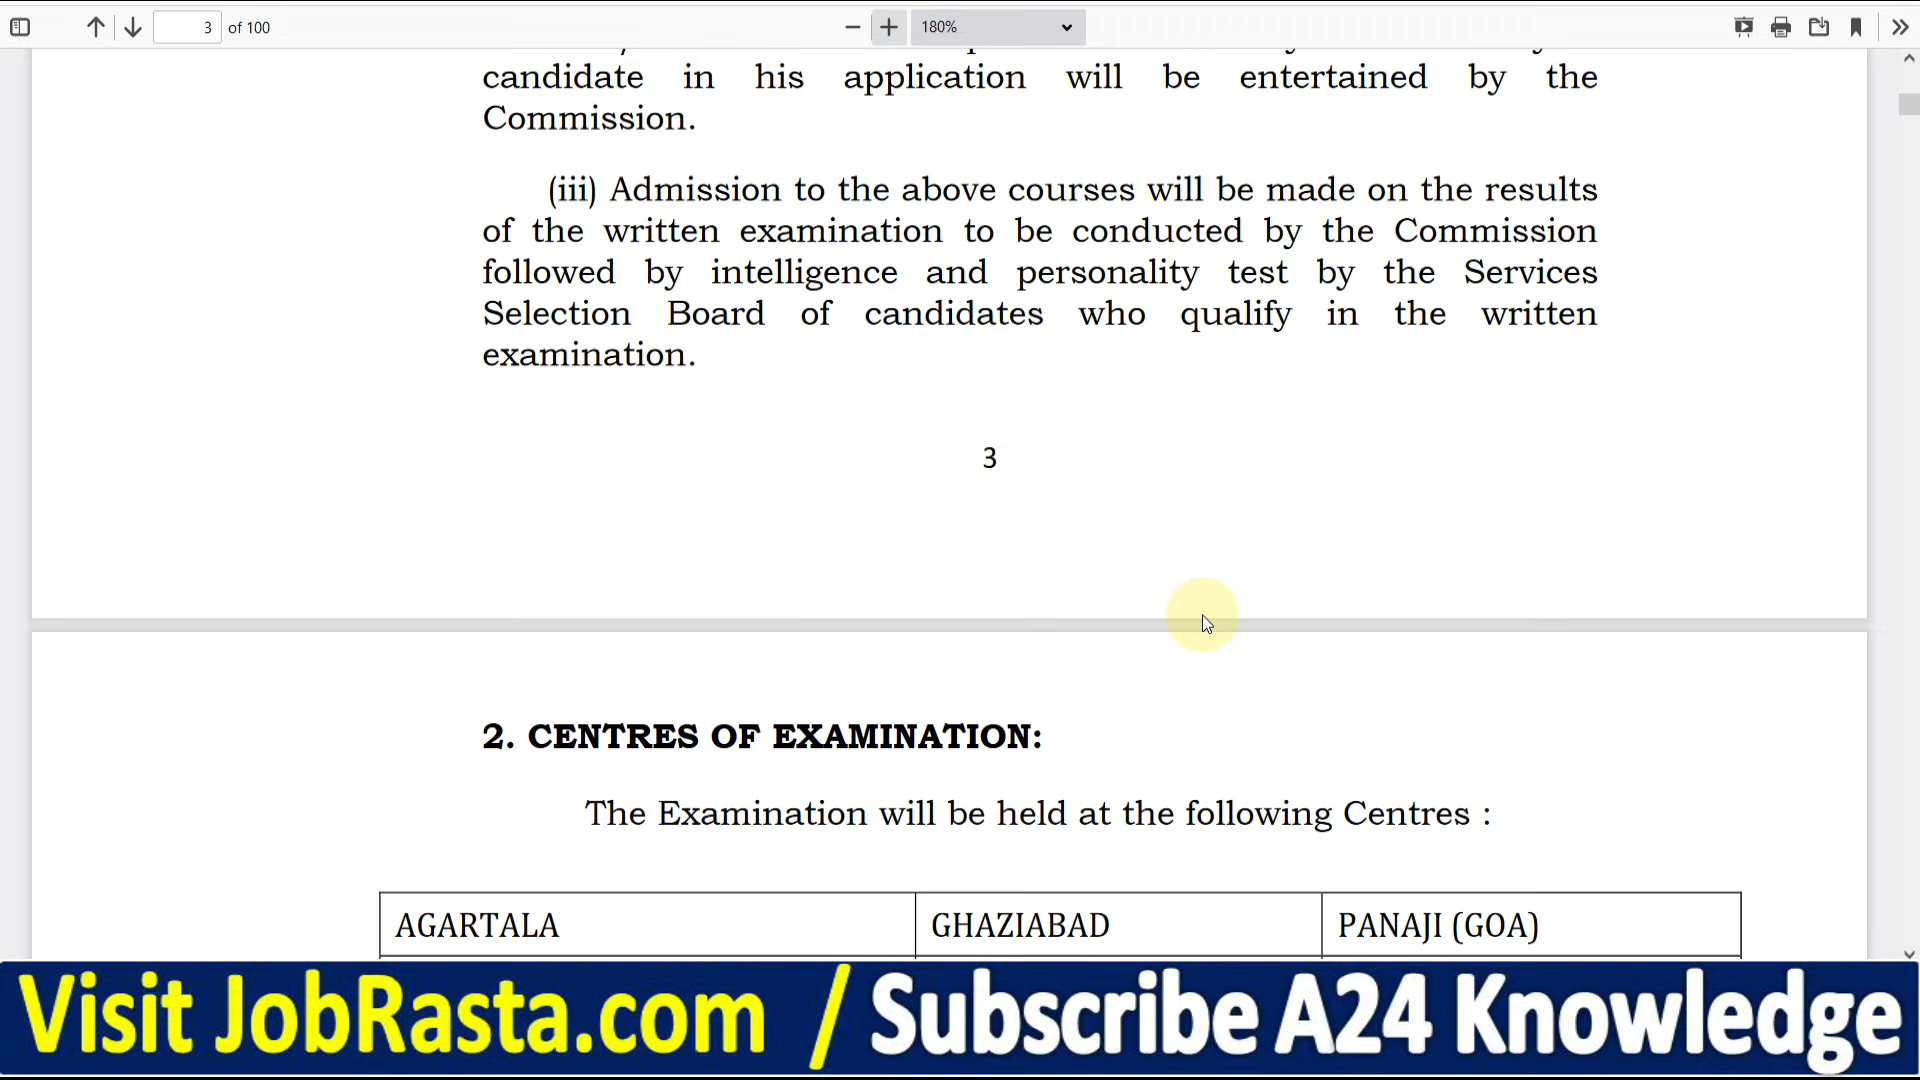 3 of 100
180%
candidate in his application will be entertained by the
Commission.
(iii) Admission to the above courses will be made on the results
of the written examination to be conducted by the Commission
followed by intelligence and personality test by the Services
Selection Board of candidates who qualify in the written
examination.
3
2. CENTRES OF EXAMINATION:
The Examination will be held at the following Centres :
AGARTALA GHAZIABAD PANAJI (GOA)
Visit JobRasta.com / Subscribe A24 Knowledge